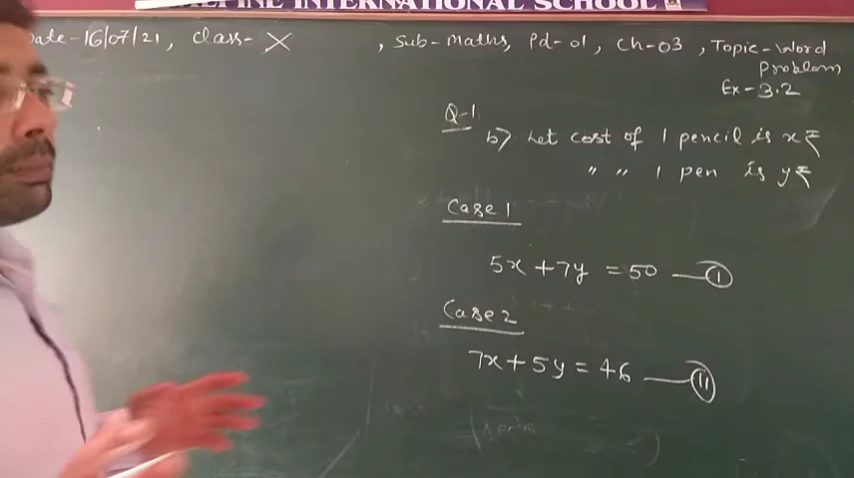 INTERNATIONAL SCHOOL
ate-16/07/21, Class-X, Sub-Maths, Pd-01, Ch-03, Topic-Word
Problem
Ex-3.2
Q-1
b) Let cost of 1 pencil is x₹
" " 1 pen is y₹
Case 1
5x+7y=50 —(I)
Case 2
7x+5y=46 —(II)